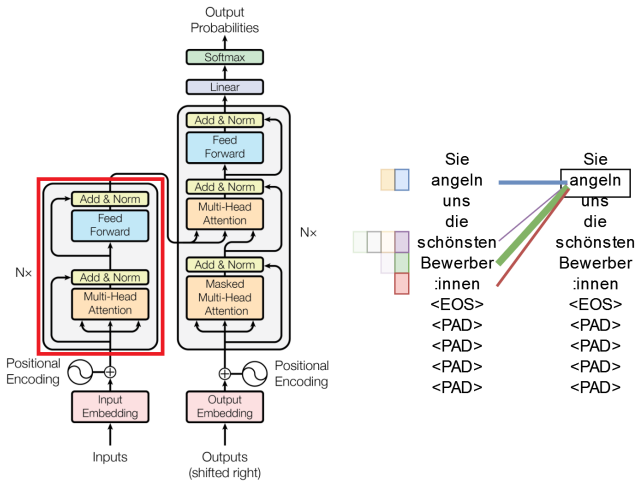 Output
Probabilities
Softmax
Linear
Add & Norm
Feed
Forward
Add & Norm
Multi-Head
Attention
Add & Norm
Masked
Multi-Head
Attention
Nx
Positional
Encoding
Output
Embedding
Outputs
(shifted right)
Add & Norm
Feed
Forward
Add & Norm
Multi-Head
Attention
Nx
Positional
Encoding
Input
Embedding
Inputs
Sie
angeln
uns
die
schönsten
Bewerber
:innen
<EOS>
<PAD>
<PAD>
<PAD>
<PAD>
Sie
angeln
uns
die
schönsten
Bewerber
:innen
<EOS>
<PAD>
<PAD>
<PAD>
<PAD>